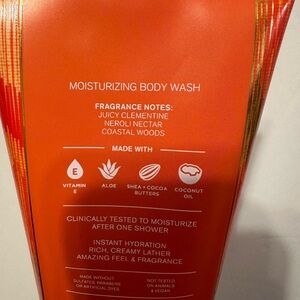 MOISTURIZING BODY WASH
FRAGRANCE NOTES:
JUICY CLEMENTINE
NEROLI NECTAR
COASTAL WOODS
MADE WITH
E
VITAMIN
E
ALOE
SHEA + COCOA
BUTTERS
COCONUT
OIL
CLINICALLY TESTED TO MOISTURIZE
AFTER ONE SHOWER
INSTANT HYDRATION
RICH, CREAMY LATHER
AMAZING FEEL & FRAGRANCE
MADE WITHOUT
SULFATES, PARABENS
OR ARTIFICIAL DYES
NOT TESTED
ON ANIMALS
& VEGAN